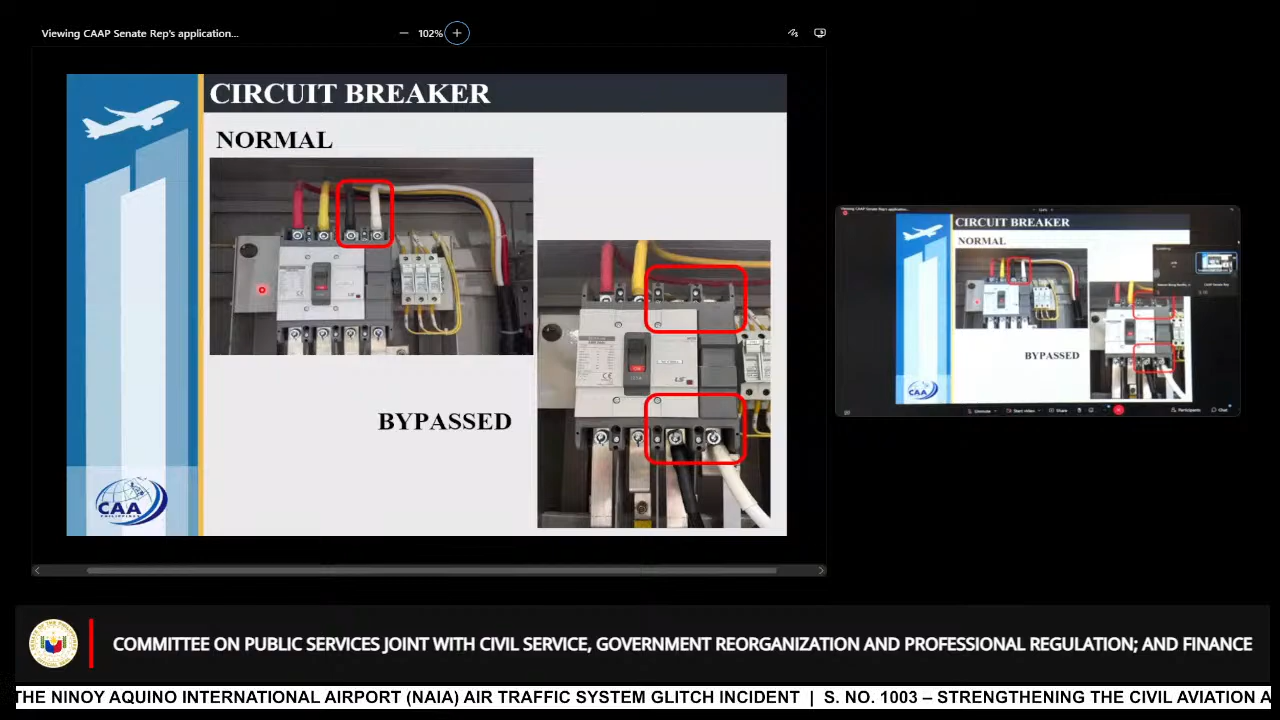 Viewing CAAP Senate Rep's application...
102%
CIRCUIT BREAKER
NORMAL
BYPASSED
CAA
PHILIPPINES
CIRCUIT BREAKER
NORMAL
BYPASSED
CAA
COMMITTEE ON PUBLIC SERVICES JOINT WITH CIVIL SERVICE, GOVERNMENT REORGANIZATION AND PROFESSIONAL REGULATION; AND FINANCE
THE NINOY AQUINO INTERNATIONAL AIRPORT (NAIA) AIR TRAFFIC SYSTEM GLITCH INCIDENT | S. NO. 1003 – STRENGTHENING THE CIVIL AVIATION A